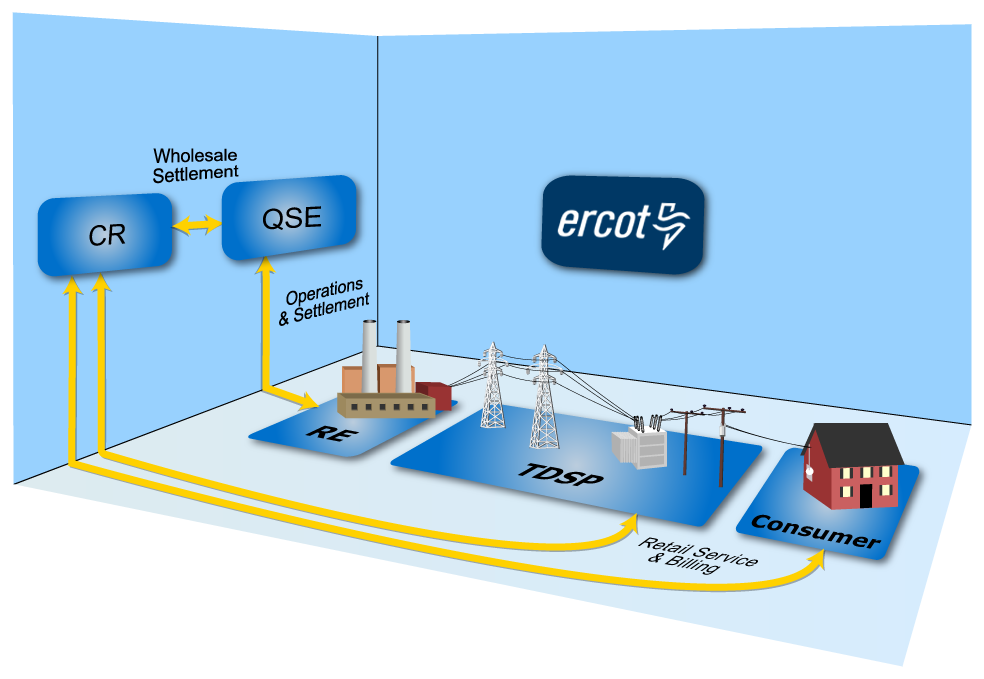 Wholesale
Settlement
CR
QSE
ercot
Operations
& Settlement
RE
TDSP
Consumer
Retail Service
& Billing